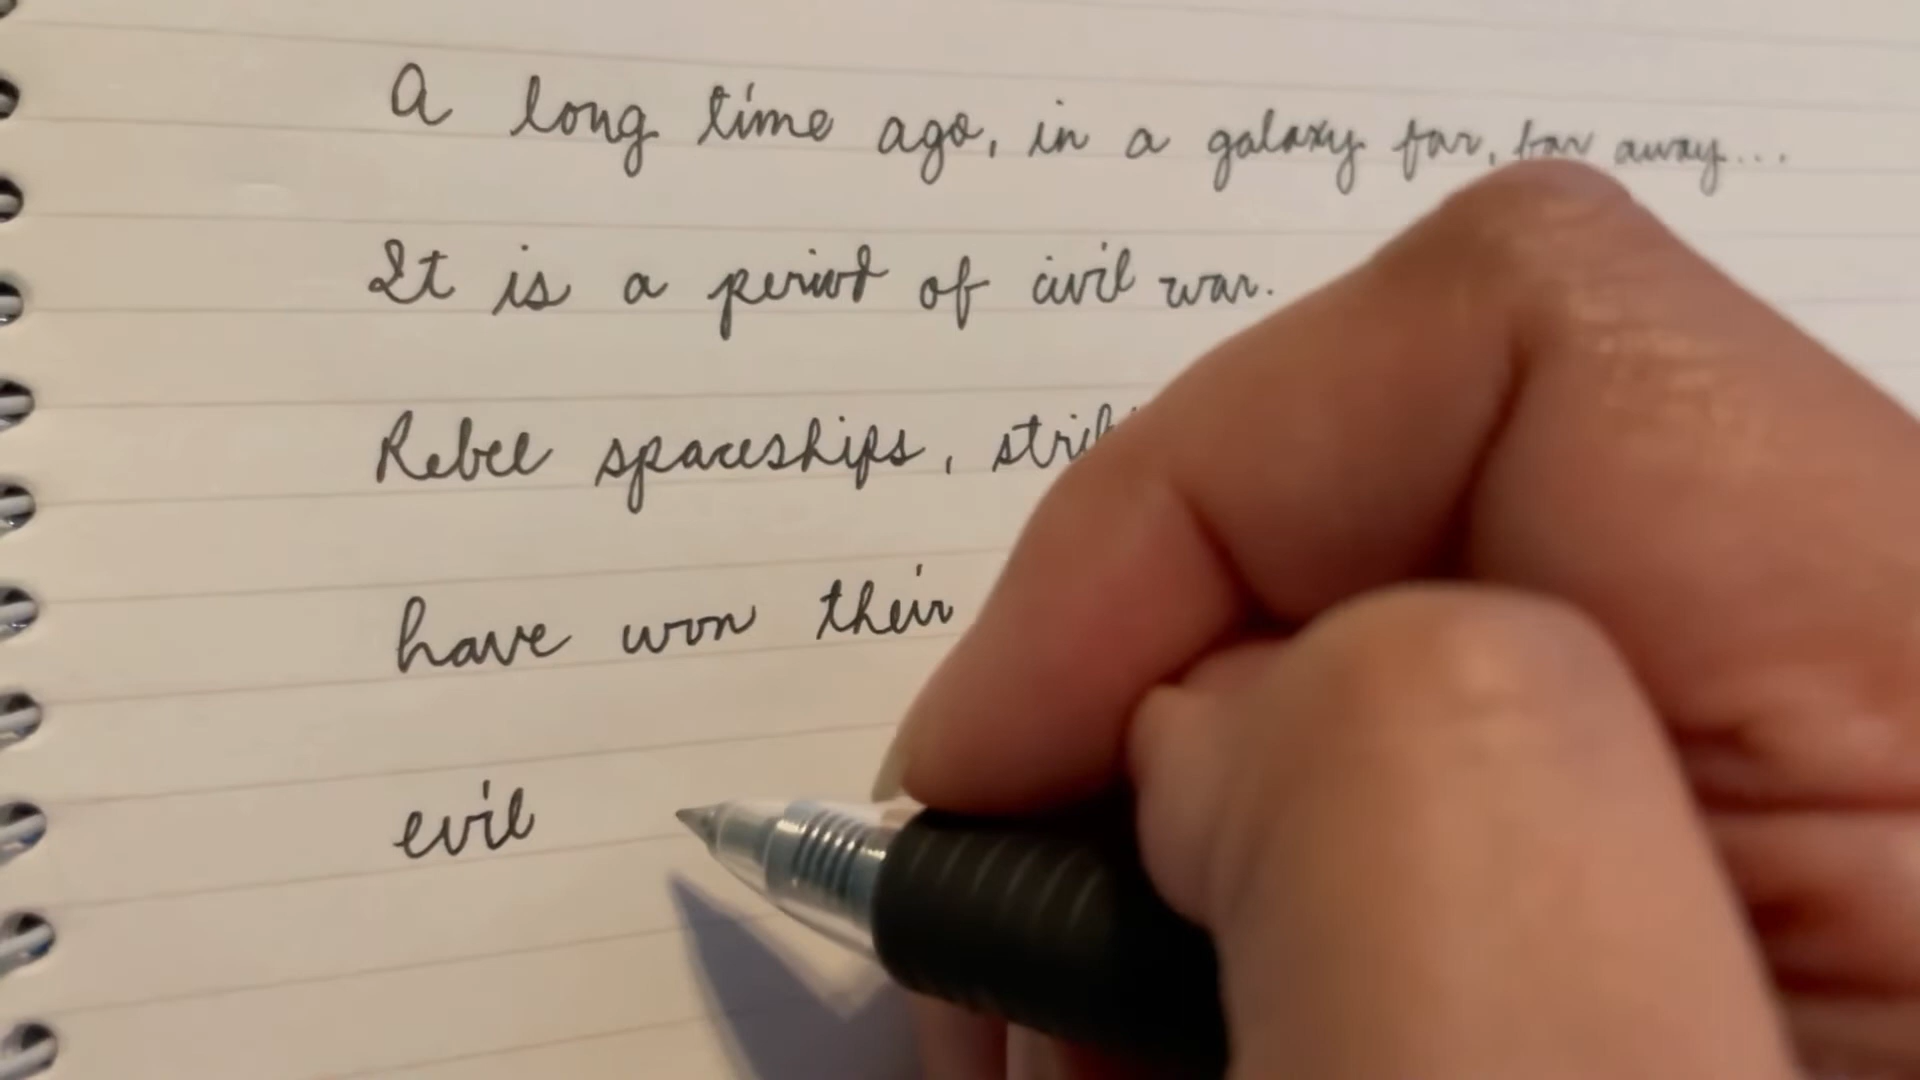 A long time ago, in a galaxy far, far away...
It is a period of civil war.
Rebel spaceships,
have won their
evil